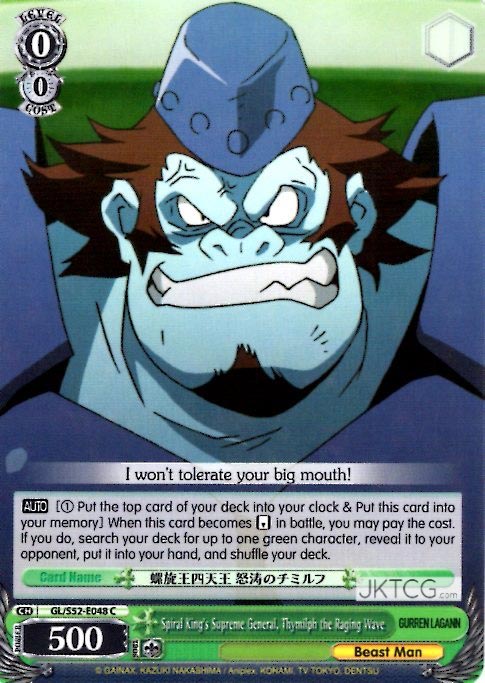 LEVEL
0
0
COST
I won't tolerate your big mouth!
AUTO [① Put the top card of your deck into your clock & Put this card into
your memory] When this card becomes in battle, you may pay the cost.
If you do, search your deck for up to one green character, reveal it to your
opponent, put it into your hand, and shuffle your deck.
Card Name 螺旋王四天王 怒涛のチミルフ
JKTCG.com
CH GL/S52-E048 C
POWER 500 SOUL Spiral King's Supreme General, Thymilph the Raging Wave GURREN LAGANN
Beast Man
© GAINAX, KAZUKI NAKASHIMA / Aniplex, KONAMI, TV TOKYO, DENTSU